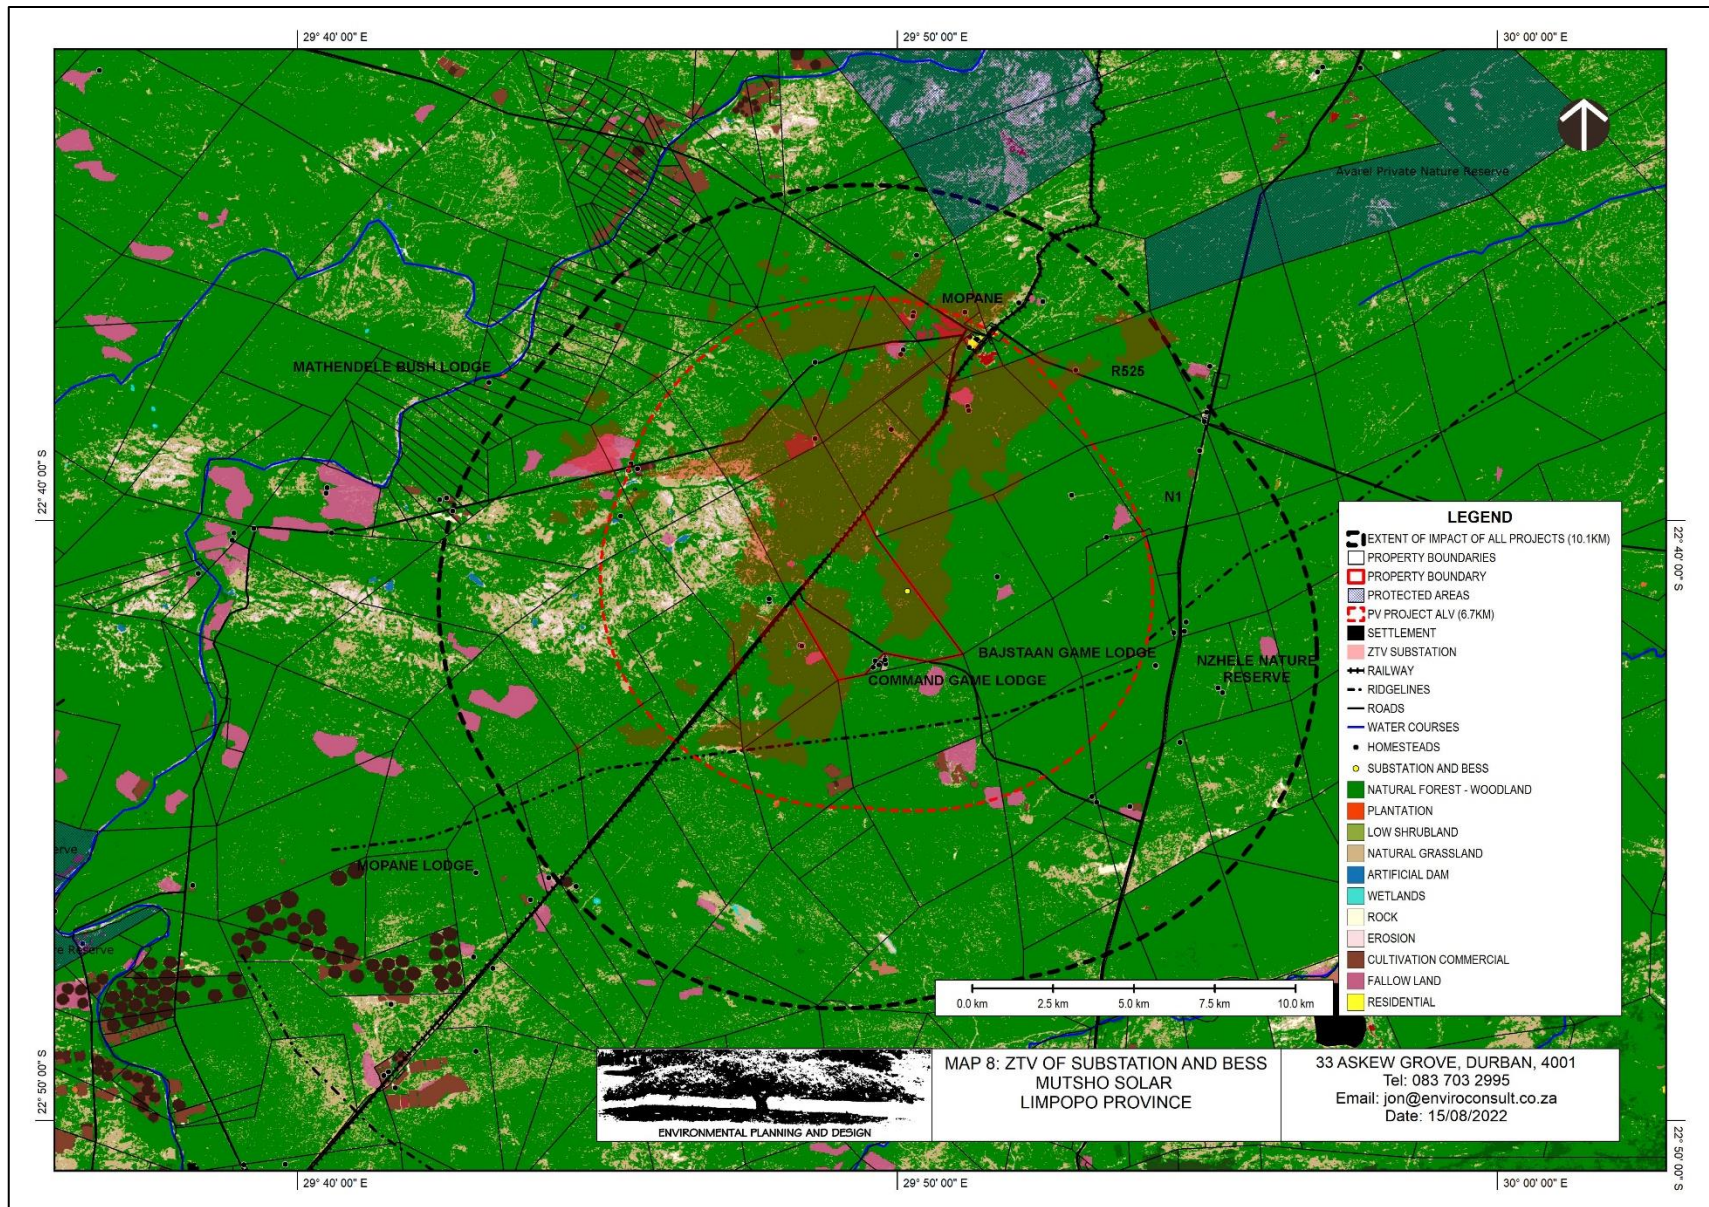 29° 40' 00" E
29° 50' 00" E
30° 00' 00" E
Avarel Private Nature Reserve
MOPANE
MATHENDELE BUSH LODGE
R525
22° 40' 00" S
N1
BAJSTAAN GAME LODGE
NZHELE NATURE
RESERVE
COMMAND GAME LODGE
MOPANE LODGE
erve
ve Reserve
LEGEND
EXTENT OF IMPACT OF ALL PROJECTS (10.1KM)
PROPERTY BOUNDARIES
PROPERTY BOUNDARY
PROTECTED AREAS
PV PROJECT ALV (6.7KM)
SETTLEMENT
ZTV SUBSTATION
RAILWAY
RIDGELINES
ROADS
WATER COURSES
HOMESTEADS
SUBSTATION AND BESS
NATURAL FOREST - WOODLAND
PLANTATION
LOW SHRUBLAND
NATURAL GRASSLAND
ARTIFICIAL DAM
WETLANDS
ROCK
EROSION
CULTIVATION COMMERCIAL
FALLOW LAND
RESIDENTIAL
22° 40' 00" S
0.0 km 2.5 km 5.0 km 7.5 km 10.0 km
22° 50' 00" S
ENVIRONMENTAL PLANNING AND DESIGN
MAP 8: ZTV OF SUBSTATION AND BESS
MUTSHO SOLAR
LIMPOPO PROVINCE
33 ASKEW GROVE, DURBAN, 4001
Tel: 083 703 2995
Email: jon@enviroconsult.co.za
Date: 15/08/2022
22° 50' 00" S
29° 40' 00" E
29° 50' 00" E
30° 00' 00" E